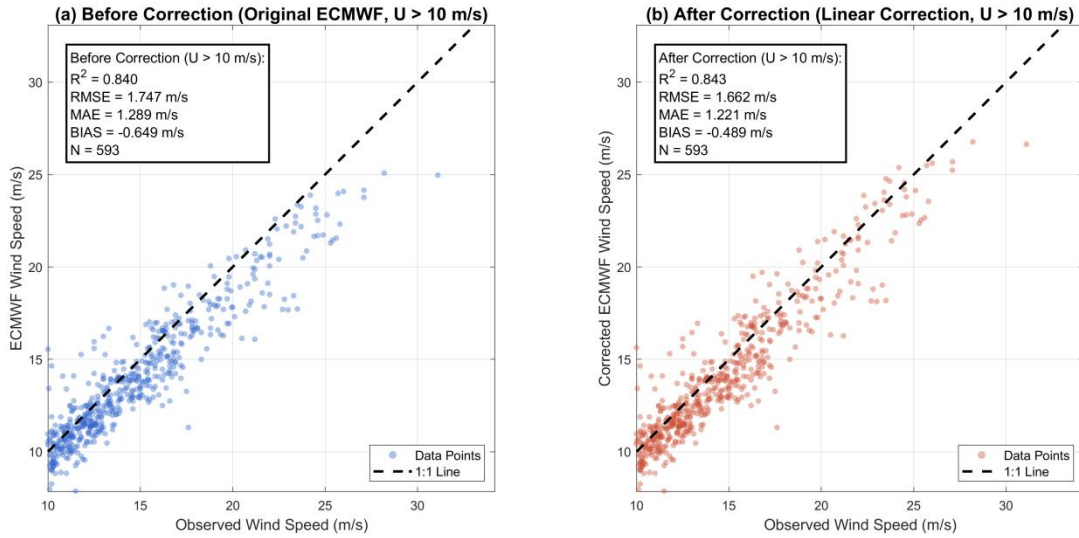 (a) Before Correction (Original ECMWF, U > 10 m/s)
Before Correction (U > 10 m/s):
R² = 0.840
RMSE = 1.747 m/s
MAE = 1.289 m/s
BIAS = -0.649 m/s
N = 593
ECMWF Wind Speed (m/s)
30
25
20
15
10
10
15
20
25
30
Observed Wind Speed (m/s)
Data Points
1:1 Line
(b) After Correction (Linear Correction, U > 10 m/s)
After Correction (U > 10 m/s):
R² = 0.843
RMSE = 1.662 m/s
MAE = 1.221 m/s
BIAS = -0.489 m/s
N = 593
Corrected ECMWF Wind Speed (m/s)
30
25
20
15
10
10
15
20
25
30
Observed Wind Speed (m/s)
Data Points
1:1 Line